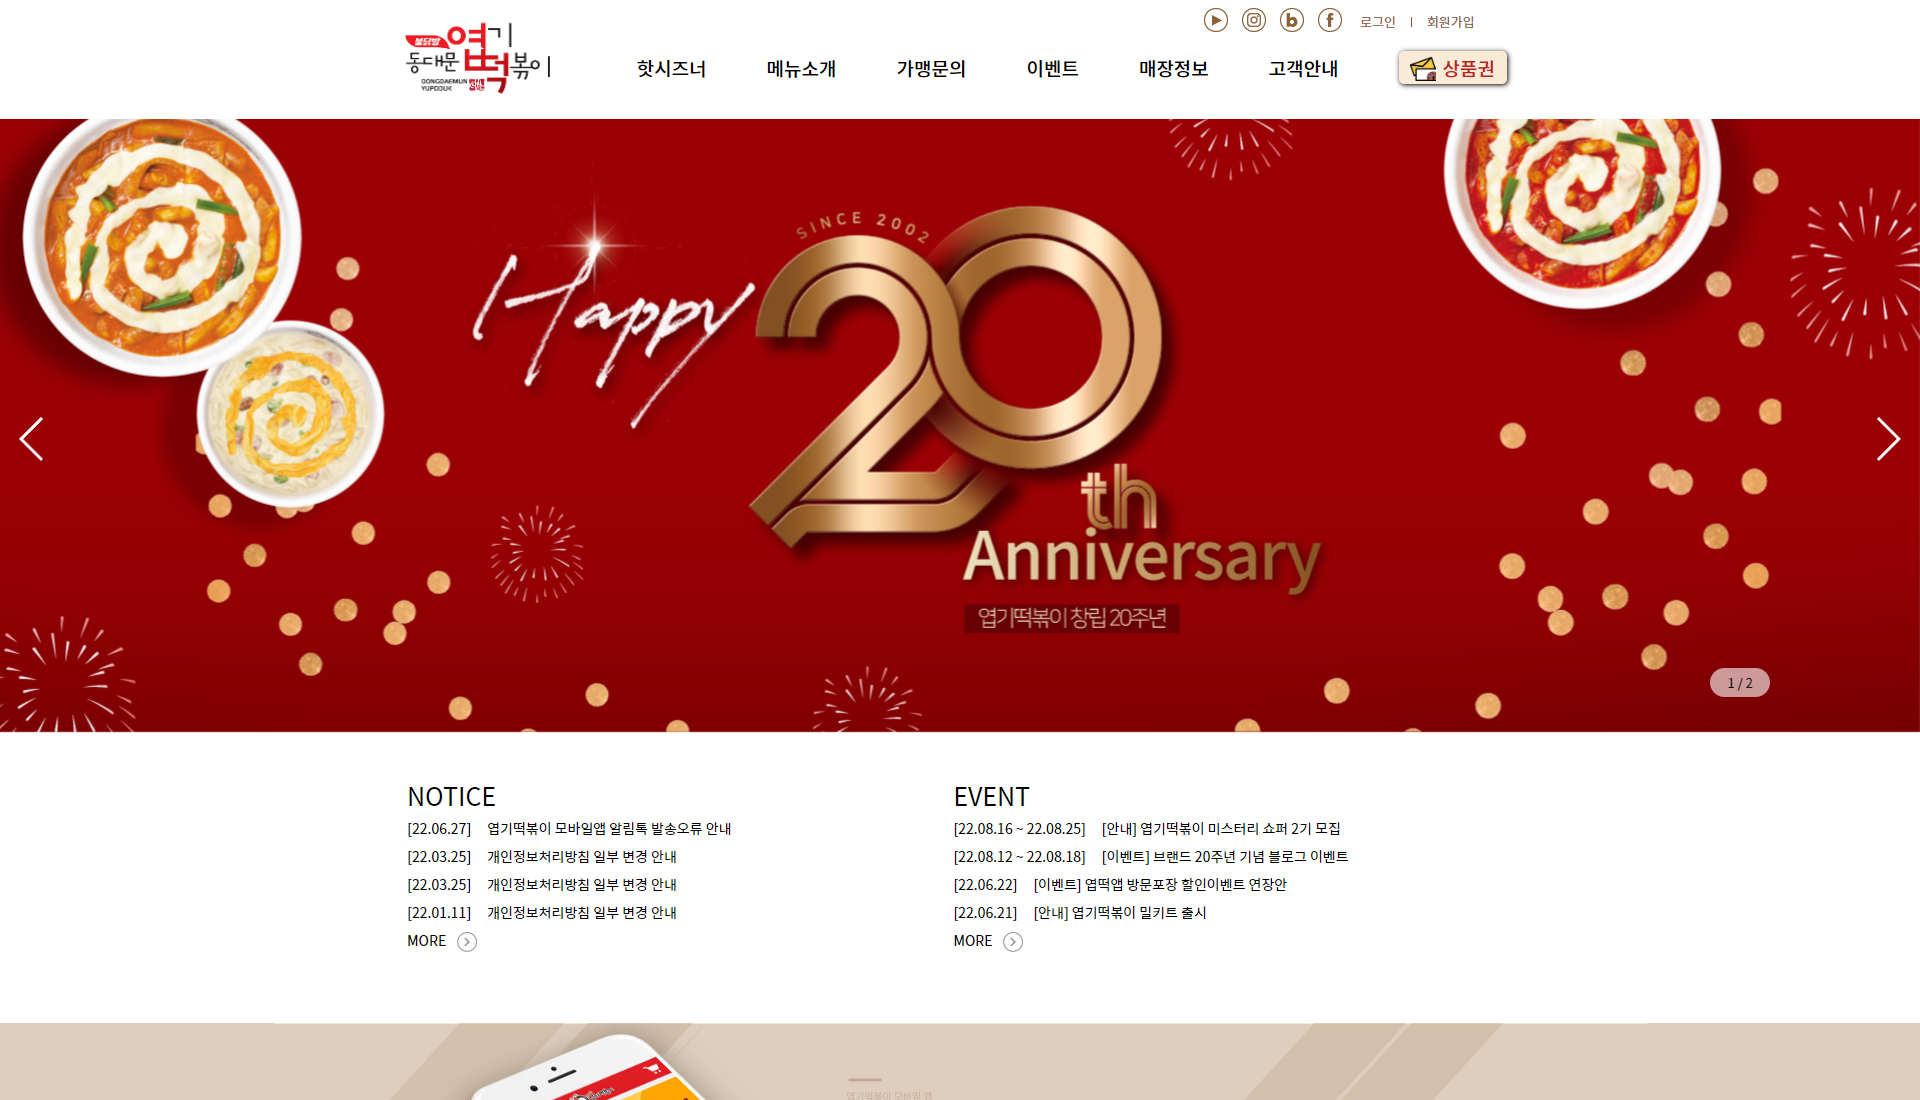 불닭발
엽기
동대문 떡볶이
DONGDAEMUN
YUPDDUK
로그인 | 회원가입
핫시즈너 메뉴소개 가맹문의 이벤트 매장정보 고객안내 상품권
SINCE 2002
Happy
20
th
Anniversary
엽기떡볶이 창립 20주년
1 / 2
NOTICE
[22.06.27] 엽기떡볶이 모바일앱 알림톡 발송오류 안내
[22.03.25] 개인정보처리방침 일부 변경 안내
[22.03.25] 개인정보처리방침 일부 변경 안내
[22.01.11] 개인정보처리방침 일부 변경 안내
MORE
EVENT
[22.08.16 ~ 22.08.25] [안내] 엽기떡볶이 미스터리 쇼퍼 2기 모집
[22.08.12 ~ 22.08.18] [이벤트] 브랜드 20주년 기념 블로그 이벤트
[22.06.22] [이벤트] 엽떡앱 방문포장 할인이벤트 연장안
[22.06.21] [안내] 엽기떡볶이 밀키트 출시
MORE
엽기떡볶이 모바일 앱